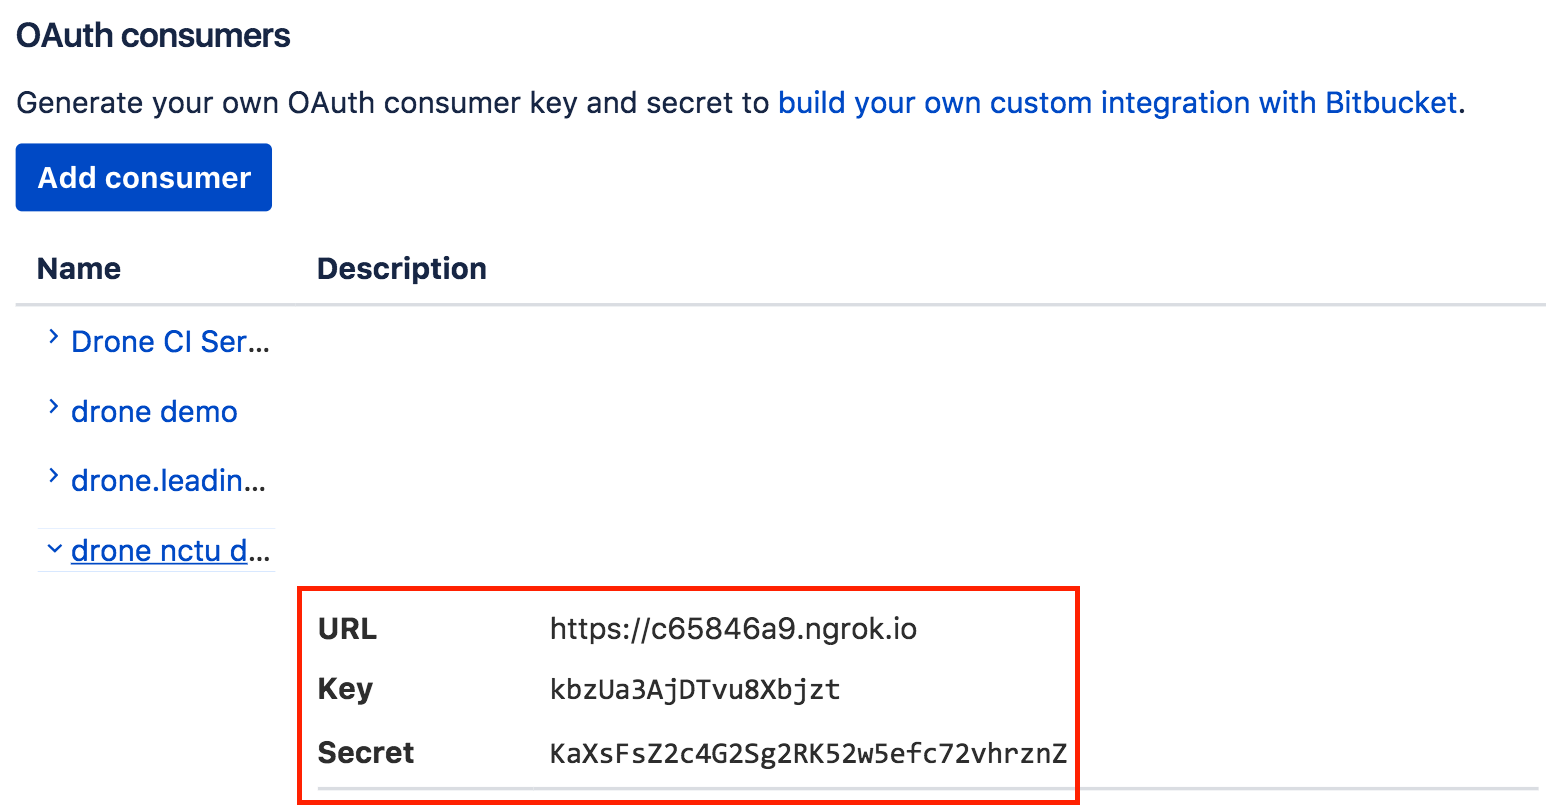 OAuth consumers
Generate your own OAuth consumer key and secret to build your own custom integration with Bitbucket.
Add consumer
Name Description
Drone CI Ser...
drone demo
drone.leadin...
drone nctu d...
URL https://c65846a9.ngrok.io
Key kbzUa3AjDTvu8Xbjzt
Secret KaXsFsZ2c4G2Sg2RK52w5efc72vhrznZ